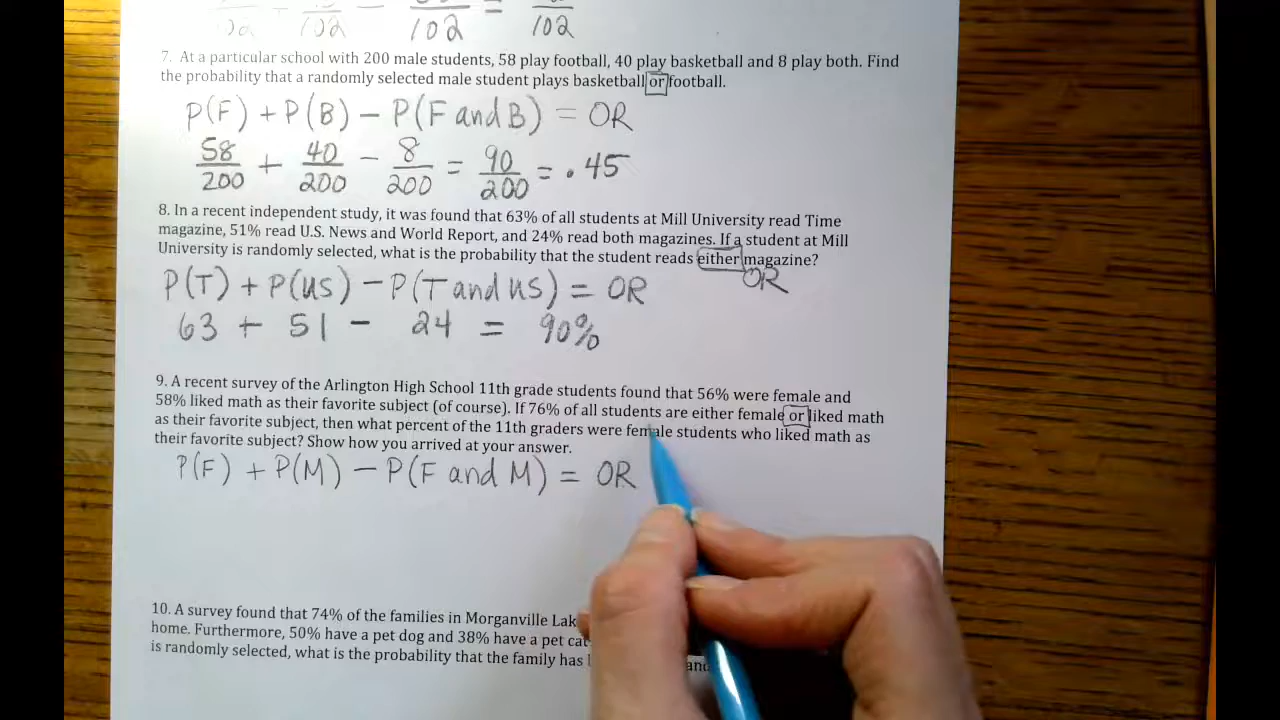 102 102 102 102
7. At a particular school with 200 male students, 58 play football, 40 play basketball and 8 play both. Find
the probability that a randomly selected male student plays basketball or football.
P(F) + P(B) - P(F and B) = OR
58/200 + 40/200 - 8/200 = 90/200 = .45
8. In a recent independent study, it was found that 63% of all students at Mill University read Time
magazine, 51% read U.S. News and World Report, and 24% read both magazines. If a student at Mill
University is randomly selected, what is the probability that the student reads either magazine?
OR
P(T) + P(US) - P(T and US) = OR
63 + 51 - 24 = 90%
9. A recent survey of the Arlington High School 11th grade students found that 56% were female and
58% liked math as their favorite subject (of course). If 76% of all students are either female or liked math
as their favorite subject, then what percent of the 11th graders were female students who liked math as
their favorite subject? Show how you arrived at your answer.
P(F) + P(M) - P(F and M) = OR
10. A survey found that 74% of the families in Morganville
home. Furthermore, 50% have a pet dog and 38% have a pet
is randomly selected, what is the probability that the family has